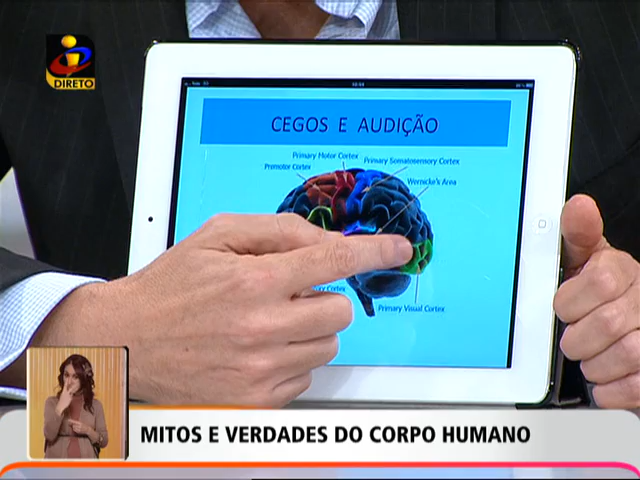 DIRETO
CEGOS E AUDIÇÃO
Primary Motor Cortex
Primary Somatosensory Cortex
Premotor Cortex
Wernicke's Area
Cortex
Primary Visual Cortex
MITOS E VERDADES DO CORPO HUMANO